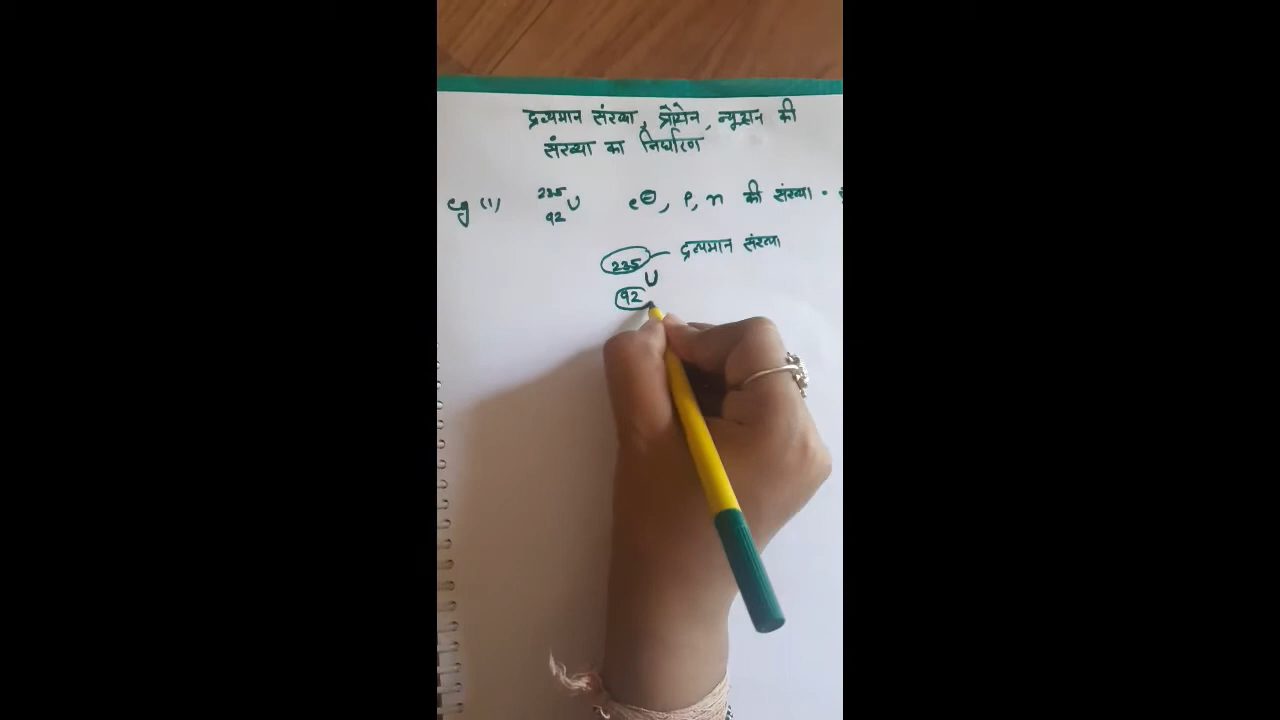 द्रव्यमान संख्या, प्रोटोन, न्यूट्रान की
संख्या का निर्धारण
eg (1) 235 92 U e⊖, P, n की संख्या
235 द्रव्यमान संख्या
U
92